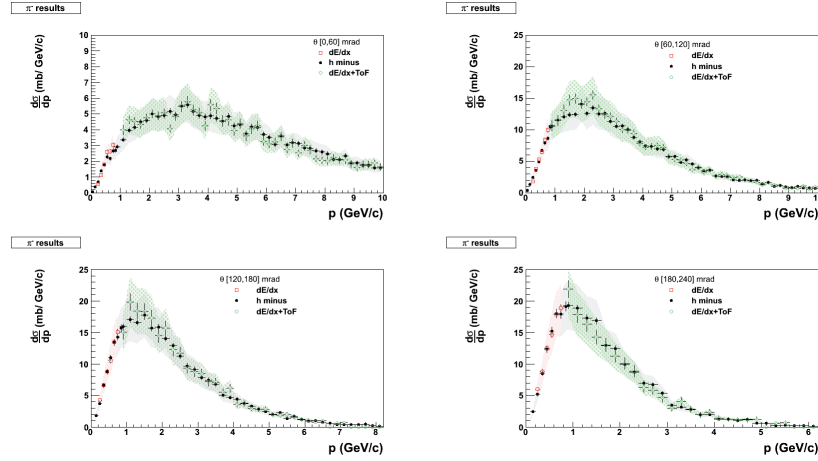 π⁻ results
θ [0,60] mrad
dE/dx
h minus
dE/dx+ToF
dσ/dp (mb/ GeV/c)
10
9
8
7
6
5
4
3
2
1
0
0 1 2 3 4 5 6 7 8 9 10
p (GeV/c)
π⁻ results
θ [60,120] mrad
dE/dx
h minus
dE/dx+ToF
dσ/dp (mb/ GeV/c)
25
20
15
10
5
0
0 1 2 3 4 5 6 7 8 9 1
p (GeV/c)
π⁻ results
θ [120,180] mrad
dE/dx
h minus
dE/dx+ToF
dσ/dp (mb/ GeV/c)
25
20
15
10
5
0
0 1 2 3 4 5 6 7 8
p (GeV/c)
π⁻ results
θ [180,240] mrad
dE/dx
h minus
dE/dx+ToF
dσ/dp (mb/ GeV/c)
25
20
15
10
5
0
0 1 2 3 4 5 6
p (GeV/c)